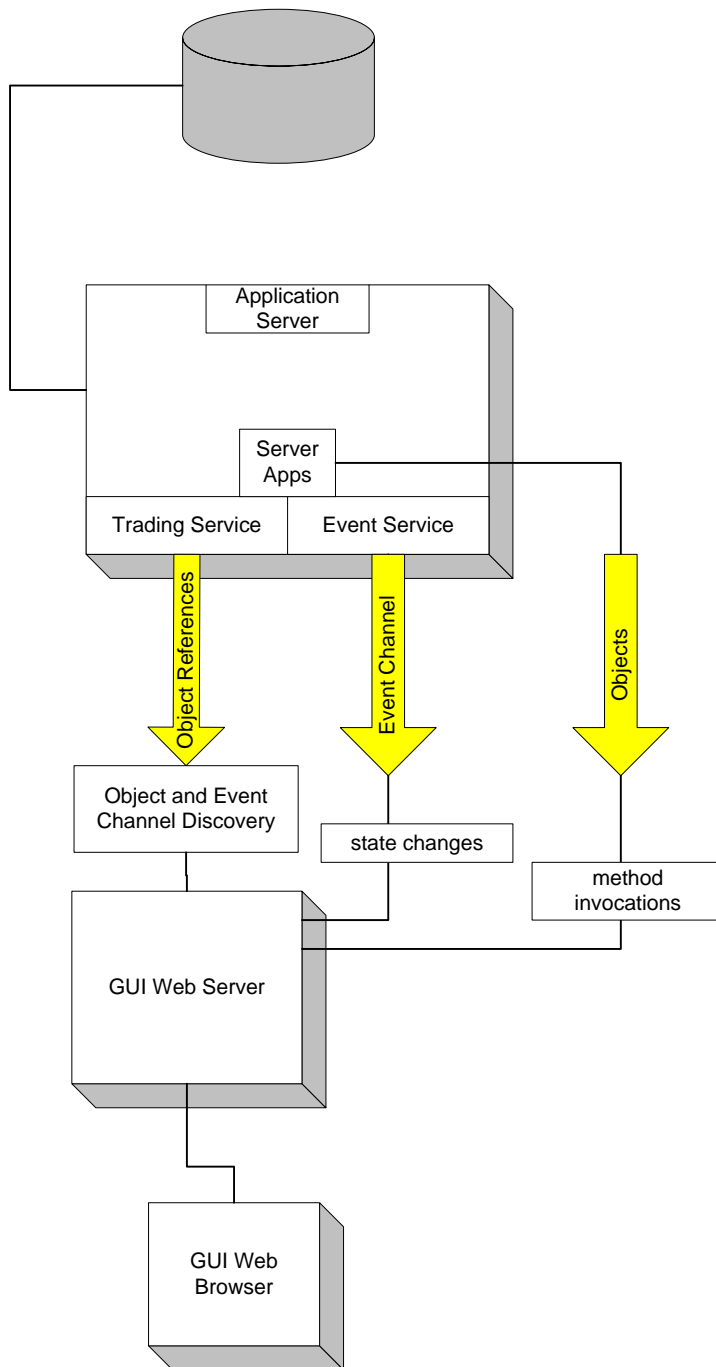 Application
Server
Server
Apps
Trading Service
Event Service
Object References
Event Channel
Objects
Object and Event
Channel Discovery
state changes
method
invocations
GUI Web Server
GUI Web
Browser